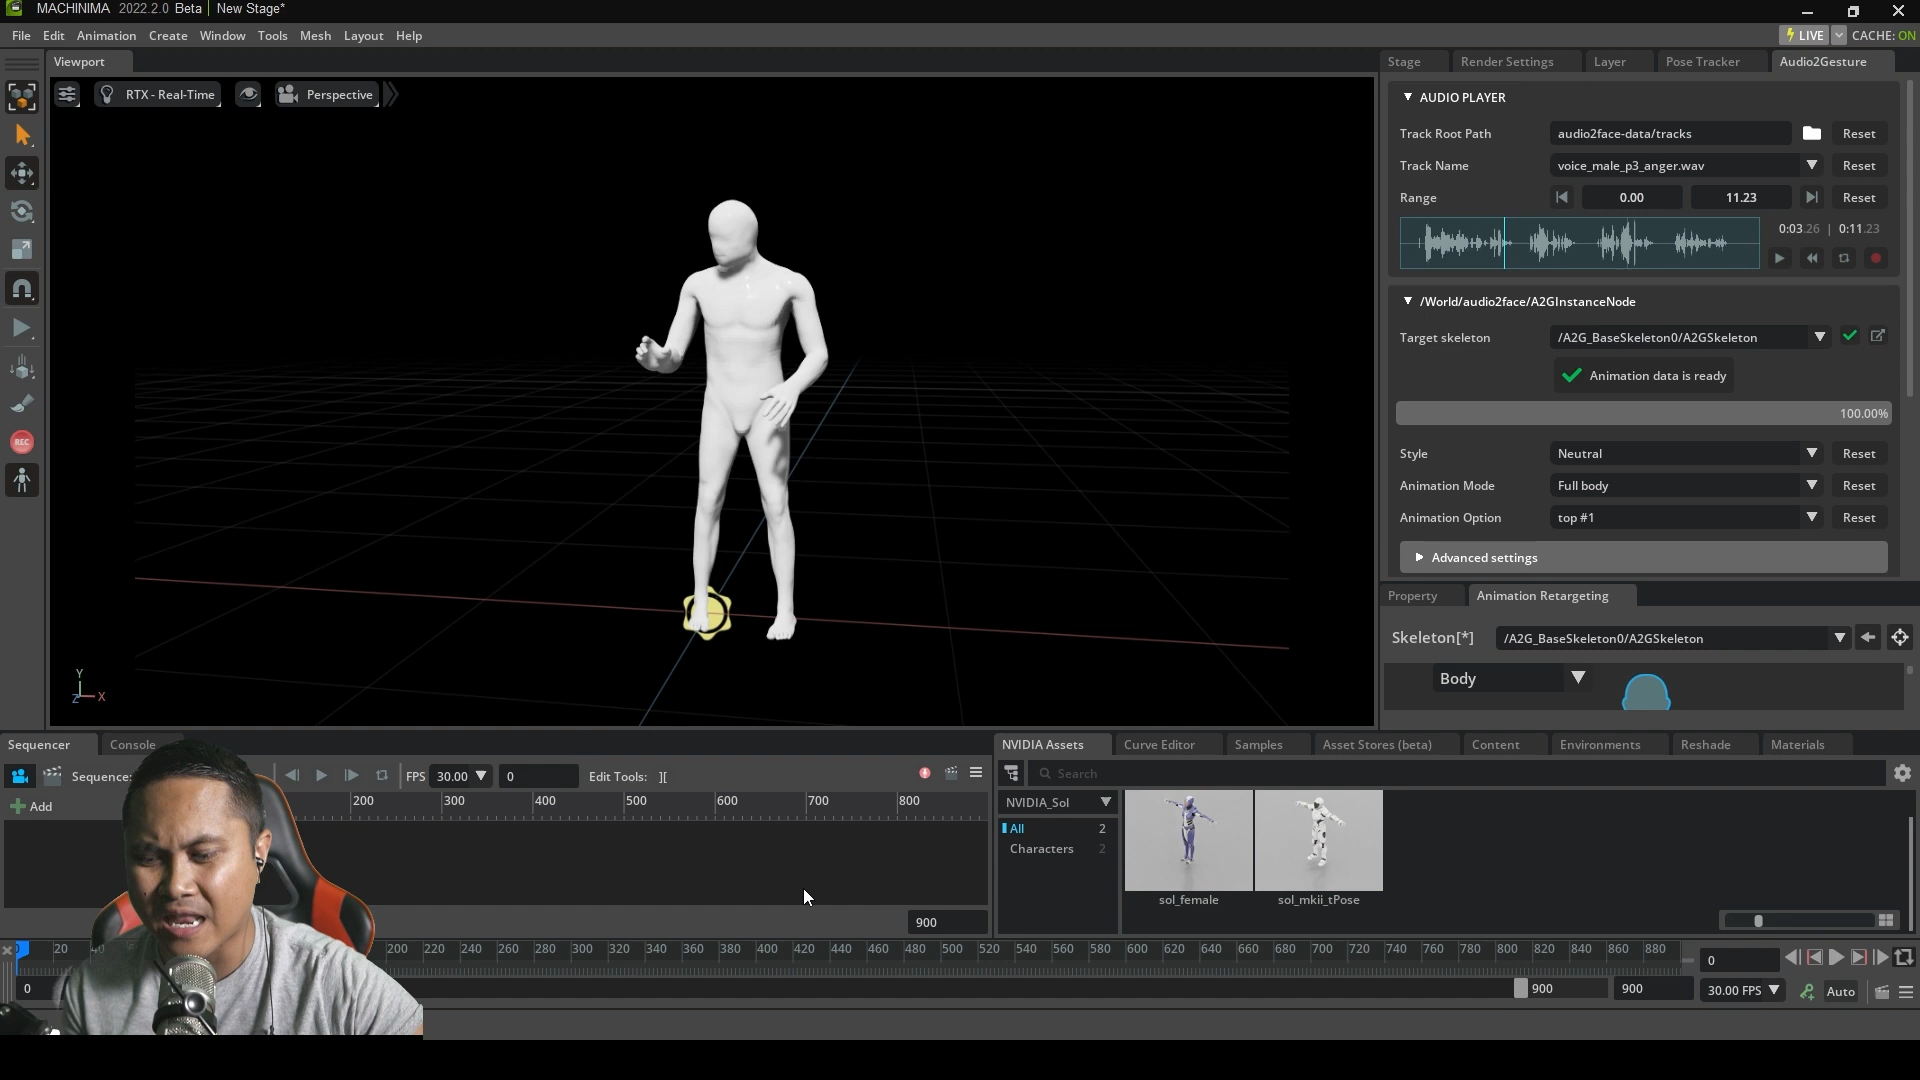 MACHINIMA 2022.2.0 Beta New Stage*
File Edit Animation Create Window Tools Mesh Layout Help
LIVE CACHE: ON
Viewport
RTX - Real-Time
Perspective
Y
Z X
REC
Stage Render Settings Layer Pose Tracker Audio2Gesture
AUDIO PLAYER
Track Root Path audio2face-data/tracks Reset
Track Name voice_male_p3_anger.wav Reset
Range 0.00 11.23 Reset
0:03.26 | 0:11.23
/World/audio2face/A2GInstanceNode
Target skeleton /A2G_BaseSkeleton0/A2GSkeleton
Animation data is ready
100.00%
Style Neutral Reset
Animation Mode Full body Reset
Animation Option top #1 Reset
Advanced settings
Property Animation Retargeting
Skeleton[*] /A2G_BaseSkeleton0/A2GSkeleton
Body
Sequencer Console
Sequence: FPS 30.00 0 Edit Tools: ][
Add
200 300 400 500 600 700 800
900
NVIDIA Assets Curve Editor Samples Asset Stores (beta) Content Environments Reshade Materials
Search
NVIDIA_Sol
All 2
Characters 2
sol_female sol_mkii_tPose
20 40 200 220 240 260 280 300 320 340 360 380 400 420 440 460 480 500 520 540 560 580 600 620 640 660 680 700 720 740 760 780 800 820 840 860 880
0
0 900 900 30.00 FPS Auto